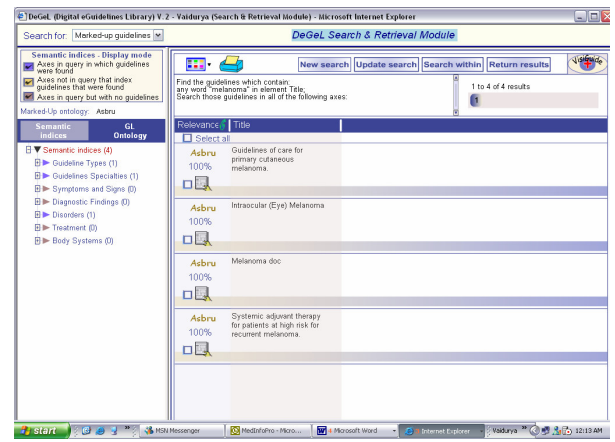 DeGeL (Digital eGuidelines Library) V.2 - Vaidurya (Search & Retrieval Module) - Microsoft Internet Explorer
Search for: Marked-up guidelines
DeGeL Search & Retrieval Module
Semantic indices - Display mode
Axes in query in which guidelines were found
Axes not in query that index guidelines that were found
Axes in query but with no guidelines
Marked-Up ontology: Asbru
Semantic indices
GL Ontology
Semantic indices (4)
Guideline Types (1)
Guidelines Specialties (1)
Symptoms and Signs (0)
Diagnostic Findings (0)
Disorders (1)
Treatment (0)
Body Systems (0)
New search Update search Search within Return results
Visiguide
Find the guidelines which contain:
any word "melanoma" in element Title;
Search those guidelines in all of the following axes:
1 to 4 of 4 results
1
Relevance Title
Select all
Asbru
100%
Guidelines of care for
primary cutaneous
melanoma.
Asbru
100%
Intraocular (Eye) Melanoma
Asbru
100%
Melanoma doc
Asbru
100%
Systemic adjuvant therapy
for patients at high risk for
recurrent melanoma.
start MSN Messenger MedInfoPro - Micro... 4 Microsoft Word Internet Explorer Vaidurya 12:13 AM